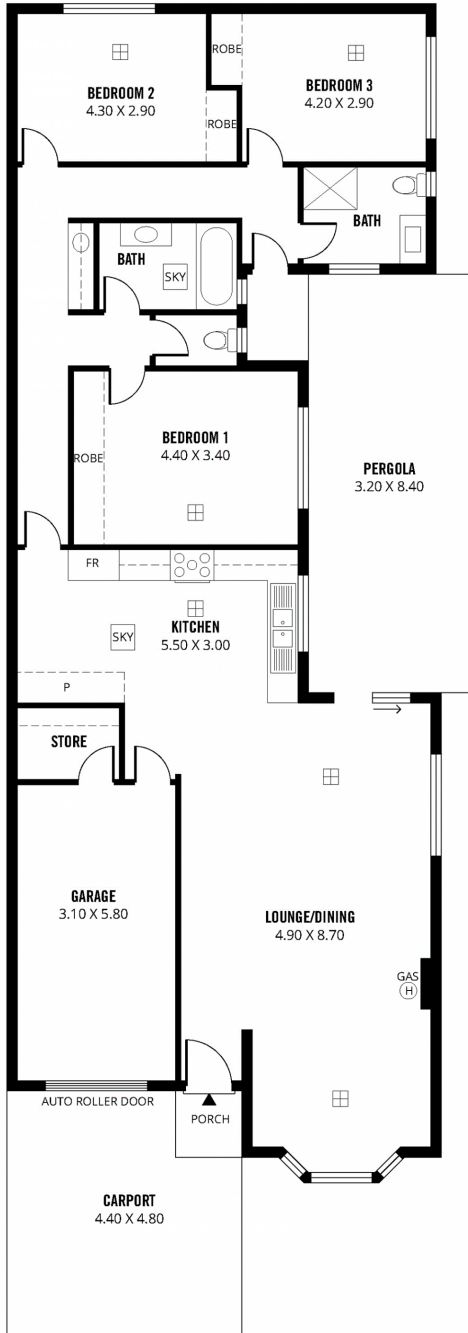 BEDROOM 2
4.30 X 2.90
ROBE
ROBE
BEDROOM 3
4.20 X 2.90
BATH
BATH
SKY
BEDROOM 1
4.40 X 3.40
ROBE
PERGOLA
3.20 X 8.40
FR
KITCHEN
5.50 X 3.00
SKY
P
STORE
GARAGE
3.10 X 5.80
LOUNGE/DINING
4.90 X 8.70
GAS
H
AUTO ROLLER DOOR
PORCH
CARPORT
4.40 X 4.80